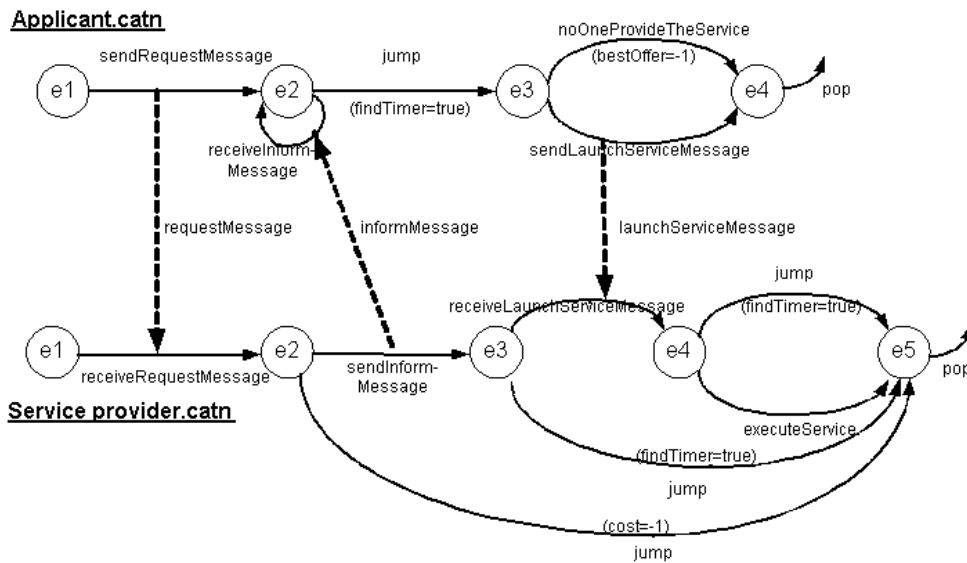 Applicant.catn
noOneProvideTheService
sendRequestMessage
jump
(bestOffer=-1)
e1
e2
e3
e4
(findTimer=true)
pop
receiveInform-
Message
sendLaunchServiceMessage
requestMessage
informMessage
launchServiceMessage
jump
receiveLaunchServiceMessage
(findTimer=true)
e1
e2
e3
e4
e5
receiveRequestMessage
sendInform-
Message
pop
Service provider.catn
executeService
(findTimer=true)
jump
(cost=-1)
jump